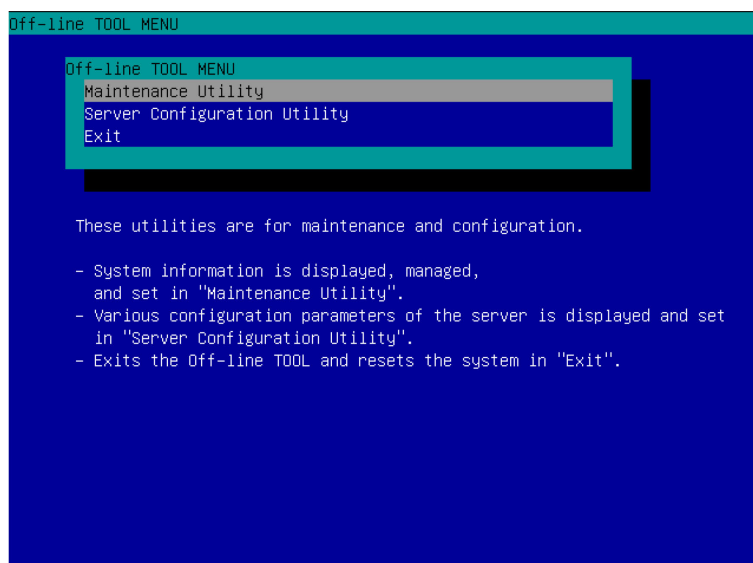 Off-line TOOL MENU
Off-line TOOL MENU
Maintenance Utility
Server Configuration Utility
Exit
These utilities are for maintenance and configuration.
- System information is displayed, managed,
and set in "Maintenance Utility".
- Various configuration parameters of the server is displayed and set
in "Server Configuration Utility".
- Exits the Off-line TOOL and resets the system in "Exit".